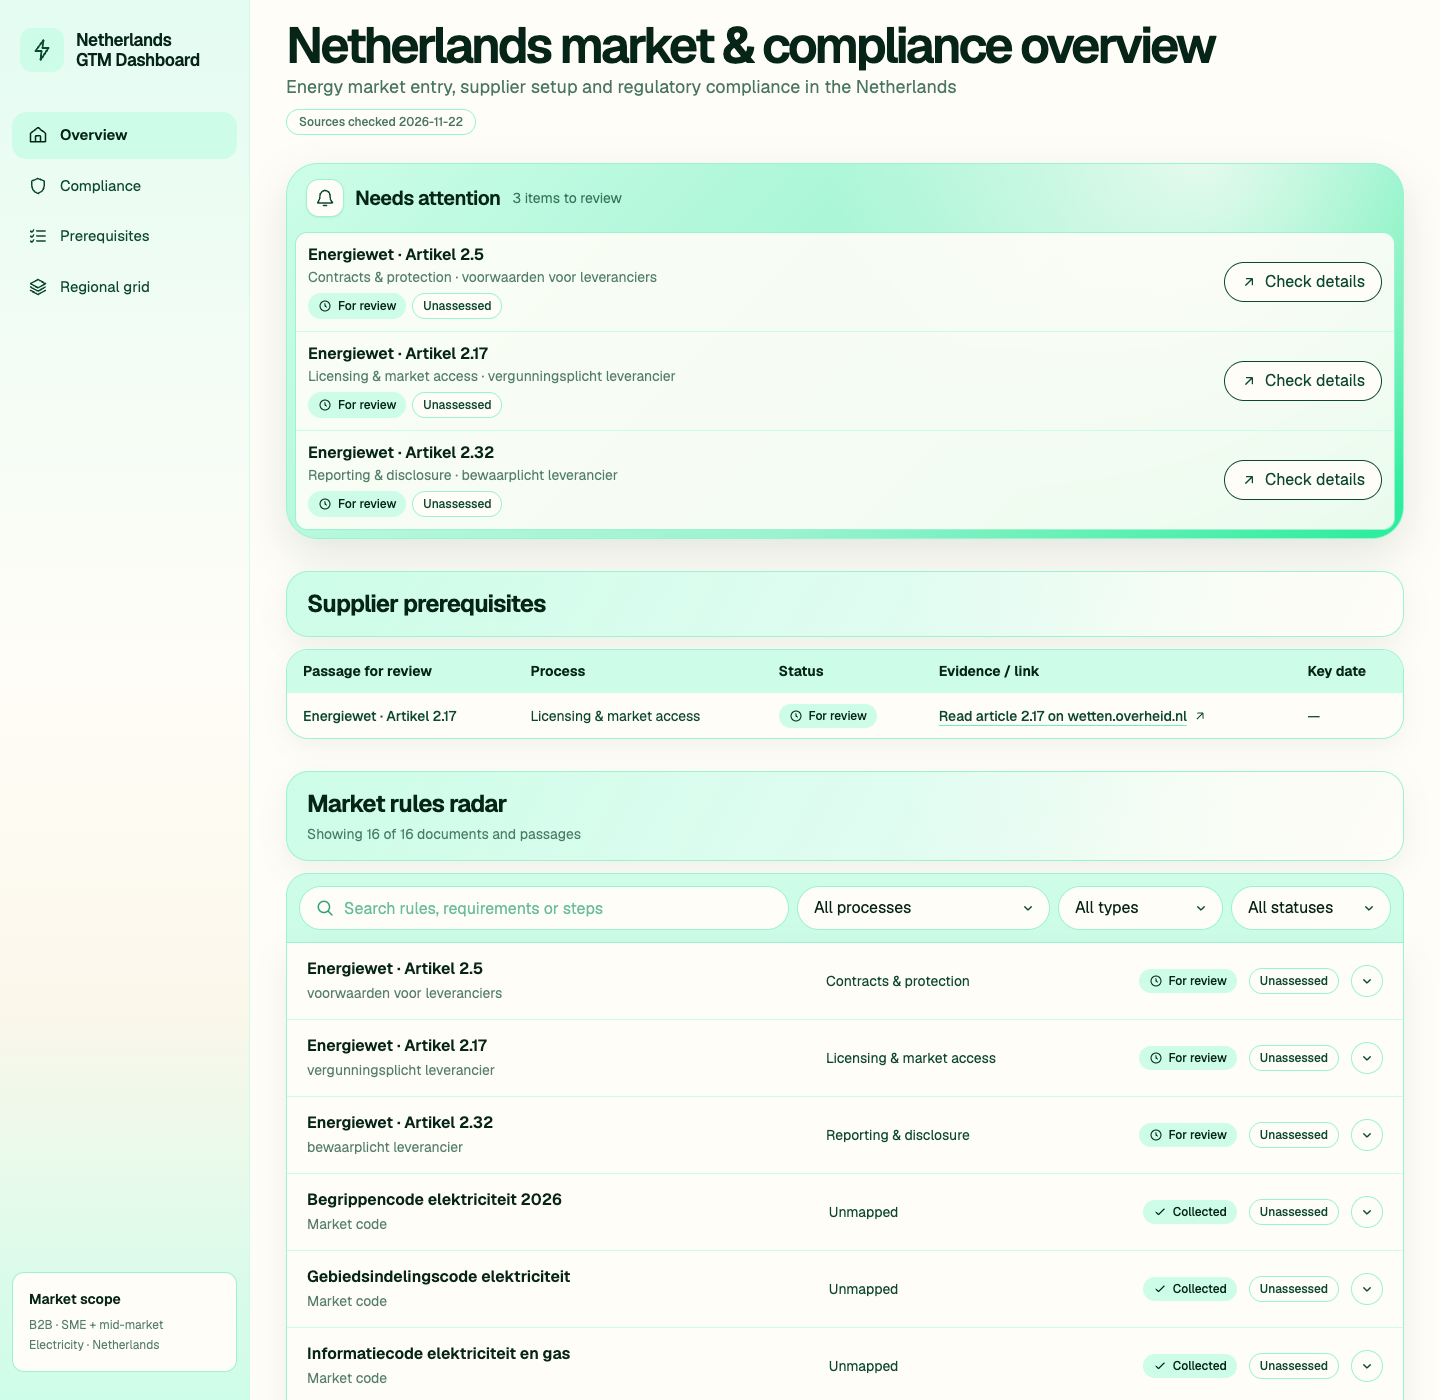 Netherlands
GTM Dashboard
Overview
Compliance
Prerequisites
Regional grid
Market scope
B2B · SME + mid-market
Electricity · Netherlands
Netherlands market & compliance overview
Energy market entry, supplier setup and regulatory compliance in the Netherlands
Sources checked 2026-11-22
Needs attention 3 items to review
Energiewet · Artikel 2.5
Contracts & protection · voorwaarden voor leveranciers
For review Unassessed
Check details
Energiewet · Artikel 2.17
Licensing & market access · vergunningsplicht leverancier
For review Unassessed
Check details
Energiewet · Artikel 2.32
Reporting & disclosure · bewaarplicht leverancier
For review Unassessed
Check details
Supplier prerequisites
Passage for review Process Status Evidence / link Key date
Energiewet · Artikel 2.17 Licensing & market access For review Read article 2.17 on wetten.overheid.nl —
Market rules radar
Showing 16 of 16 documents and passages
Search rules, requirements or steps All processes All types All statuses
Energiewet · Artikel 2.5
voorwaarden voor leveranciers
Contracts & protection For review Unassessed
Energiewet · Artikel 2.17
vergunningsplicht leverancier
Licensing & market access For review Unassessed
Energiewet · Artikel 2.32
bewaarplicht leverancier
Reporting & disclosure For review Unassessed
Begrippencode elektriciteit 2026
Market code
Unmapped Collected Unassessed
Gebiedsindelingscode elektriciteit
Market code
Unmapped Collected Unassessed
Informatiecode elektriciteit en gas
Market code
Unmapped Collected Unassessed